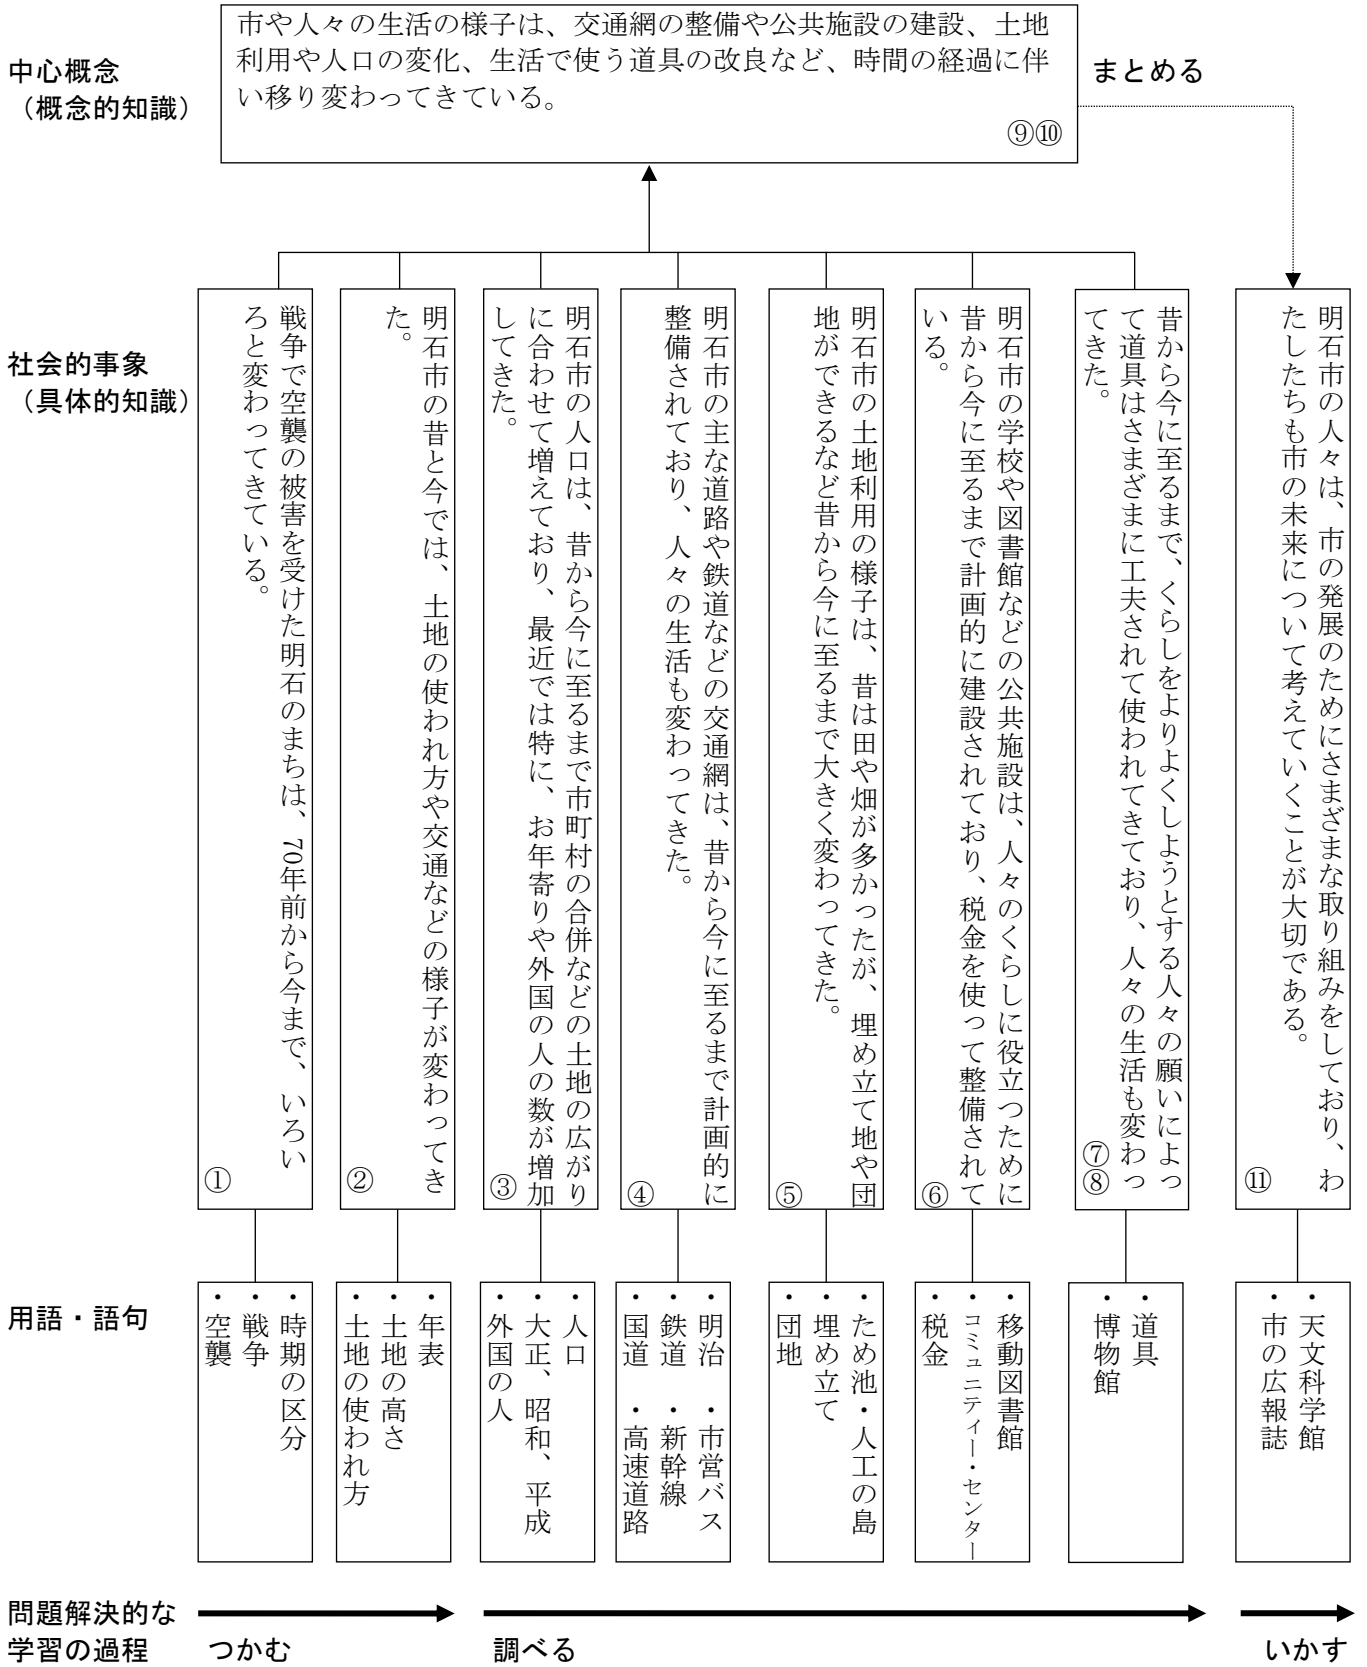 市や人々の生活の様子は、交通網の整備や公共施設の建設、土地
利用や人口の変化、生活で使う道具の改良など、時間の経過に伴
い移り変わってきている。
⑨⑩
中心概念
（概念的知識）
まとめる
社会的事象
（具体的知識）
戦争で空襲の被害を受けた明石のまちは、70年前から今まで、いろい
ろと変わってきている。
①
明石市の昔と今では、土地の使われ方や交通などの様子が変わってき
た。
②
明石市の人口は、昔から今に至るまで市町村の合併などの土地の広がり
に合わせて増えており、最近では特に、お年寄りや外国の人の数が増加
してきた。
③
明石市の主な道路や鉄道などの交通網は、昔から今に至るまで計画的に
整備されており、人々の生活も変わってきた。
④
明石市の土地利用の様子は、昔は田や畑が多かったが、埋め立て地や団
地ができるなど昔から今に至るまで大きく変わってきた。
⑤
明石市の学校や図書館などの公共施設は、人々のくらしに役立つために
昔から今に至るまで計画的に建設されており、税金を使って整備されて
いる。
⑥
昔から今に至るまで、くらしをよりよくしようとする人々の願いによっ
て道具はさまざまに工夫されて使われてきており、人々の生活も変わっ
てきた。
⑦
⑧
明石市の人々は、市の発展のためにさまざまな取り組みをしており、わ
たしたちも市の未来について考えていくことが大切である。
⑪
用語・語句
・時期の区分
・戦争
・空襲
・年表
・土地の高さ
・土地の使われ方
・人口
・大正、昭和、平成
・外国の人
・明治　・市営バス
・鉄道　・新幹線
・国道　・高速道路
・ため池・人工の島
・埋め立て
・団地
・移動図書館
・コミュニティー・センター
・税金
・道具
・博物館
・天文科学館
・市の広報誌
問題解決的な
学習の過程
つかむ
調べる
いかす